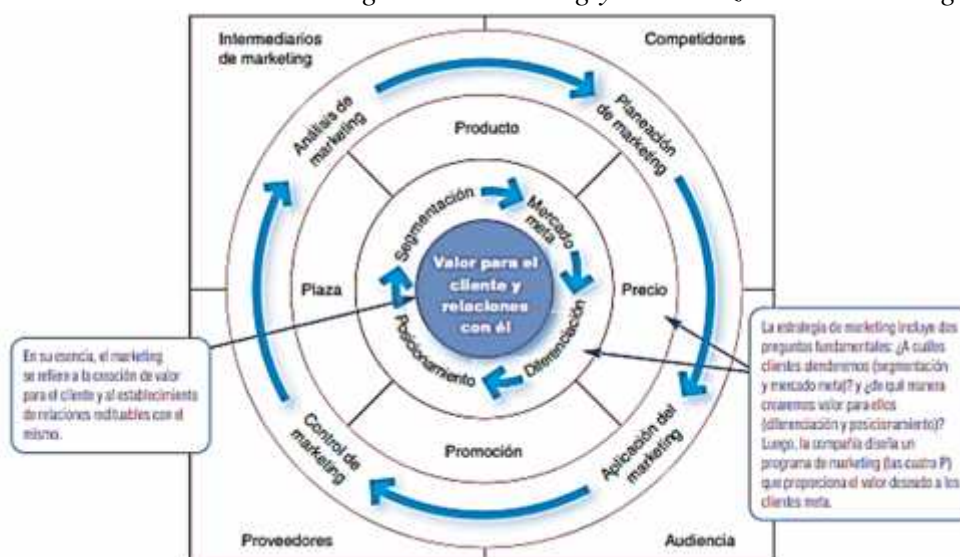 Intermediarios
de marketing
Competidores
Análisis de
marketing
Planeación
de marketing
Producto
Segmentación
Mercado
meta
Valor para el
cliente y
relaciones
con él
Plaza
Precio
Posicionamiento
Diferenciación
Promoción
Control de
marketing
Aplicación del
marketing
Proveedores
Audiencia
En su esencia, el marketing
se refiere a la creación de valor
para el cliente y al establecimiento
de relaciones redituables con el
mismo.
La estrategia de marketing incluye dos
preguntas fundamentales: ¿A cuáles
clientes atenderemos (segmentación
y mercado meta)? y ¿de qué manera
crearemos valor para ellos
(diferenciación y posicionamiento)?
Luego, la compañía diseña un
programa de marketing (las cuatro P)
que proporciona el valor deseado a los
clientes meta.